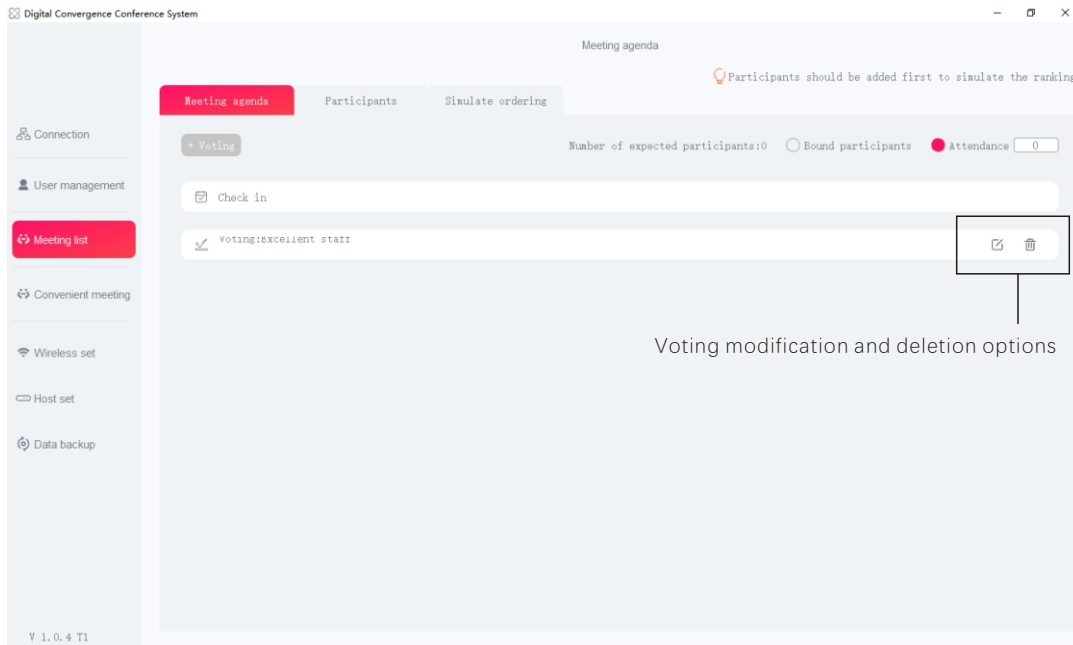 Digital Convergence Conference System
Meeting agenda
Participants should be added first to simulate the ranking
Meeting agenda Participants Simulate ordering
Connection
+ Voting Number of expected participants:0 Bound participants Attendance 0
User management
Check in
Meeting list
Voting:Excellent staff
Convenient meeting
Voting modification and deletion options
Wireless set
Host set
Data backup
V 1.0.4 T1